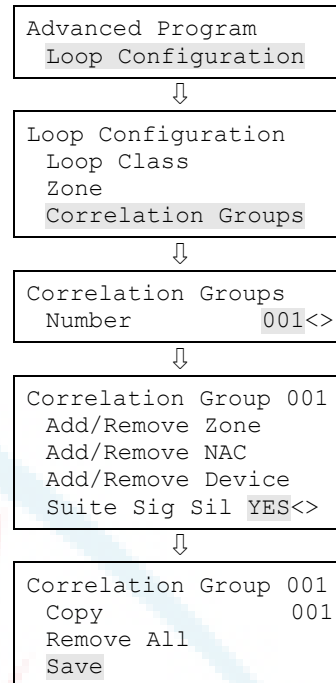 Advanced Program
Loop Configuration
Loop Configuration
Loop Class
Zone
Correlation Groups
Correlation Groups
Number 001<>
Correlation Group 001
Add/Remove Zone
Add/Remove NAC
Add/Remove Device
Suite Sig Sil YES<>
Correlation Group 001
Copy 001
Remove All
Save